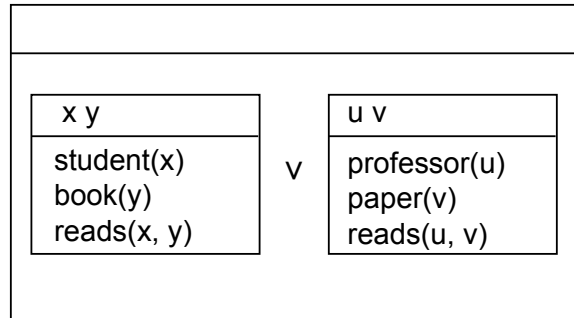 x y
student(x)
book(y)
reads(x, y)
∨
u v
professor(u)
paper(v)
reads(u, v)